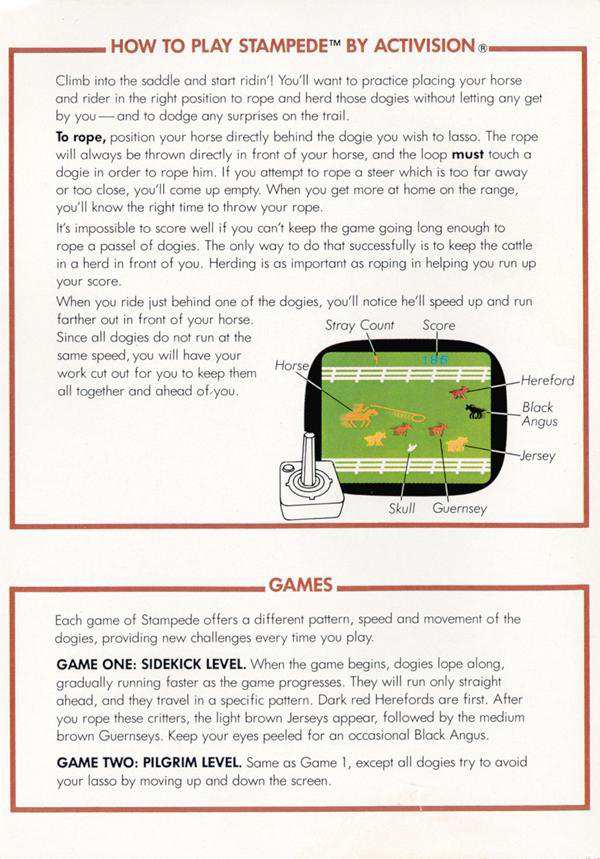 HOW TO PLAY STAMPEDE™ BY ACTIVISION®
Climb into the saddle and start ridin'! You'll want to practice placing your horse
and rider in the right position to rope and herd those dogies without letting any get
by you—and to dodge any surprises on the trail.
To rope, position your horse directly behind the dogie you wish to lasso. The rope
will always be thrown directly in front of your horse, and the loop must touch a
dogie in order to rope him. If you attempt to rope a steer which is too far away
or too close, you'll come up empty. When you get more at home on the range,
you'll know the right time to throw your rope.
It's impossible to score well if you can't keep the game going long enough to
rope a passel of dogies. The only way to do that successfully is to keep the cattle
in a herd in front of you. Herding is as important as roping in helping you run up
your score.
When you ride just behind one of the dogies, you'll notice he'll speed up and run
farther out in front of your horse.
Since all dogies do not run at the
same speed, you will have your
work cut out for you to keep them
all together and ahead of you.
Stray Count
Score
185
Horse
Hereford
Black
Angus
Jersey
Skull
Guernsey
GAMES
Each game of Stampede offers a different pattern, speed and movement of the
dogies, providing new challenges every time you play.
GAME ONE: SIDEKICK LEVEL. When the game begins, dogies lope along,
gradually running faster as the game progresses. They will run only straight
ahead, and they travel in a specific pattern. Dark red Herefords are first. After
you rope these critters, the light brown Jerseys appear, followed by the medium
brown Guernseys. Keep your eyes peeled for an occasional Black Angus.
GAME TWO: PILGRIM LEVEL. Same as Game 1, except all dogies try to avoid
your lasso by moving up and down the screen.